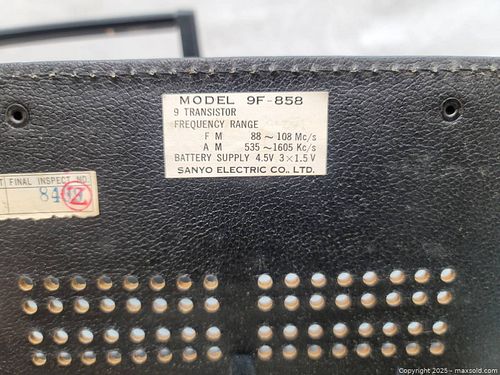 MODEL 9F-858
9 TRANSISTOR
FREQUENCY RANGE
F M 88~108 Mc/s
A M 535~1605 Kc/s
BATTERY SUPPLY 4.5V 3×1.5V
SANYO ELECTRIC CO., LTD.
T FINAL INSPECT NO.
Copyright 2025 - maxsold.com